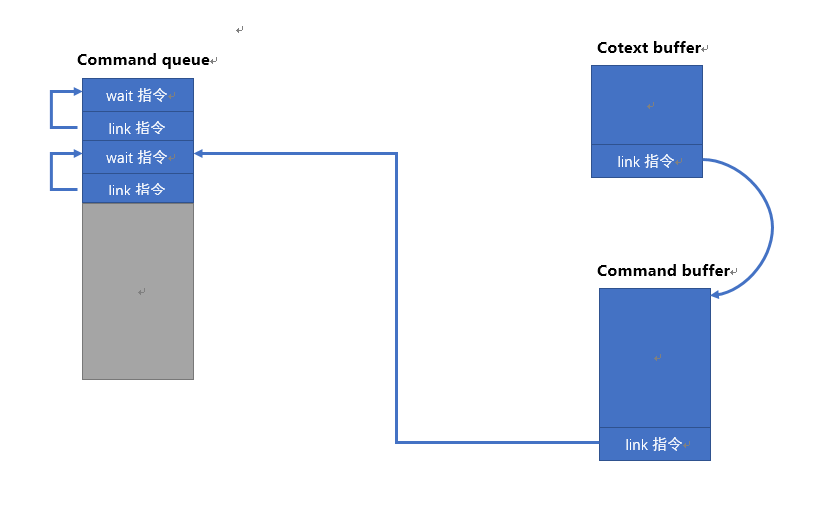 Command queue
wait 指令
link 指令
wait 指令
link 指令
Cotext buffer
link 指令
Command buffer
link 指令